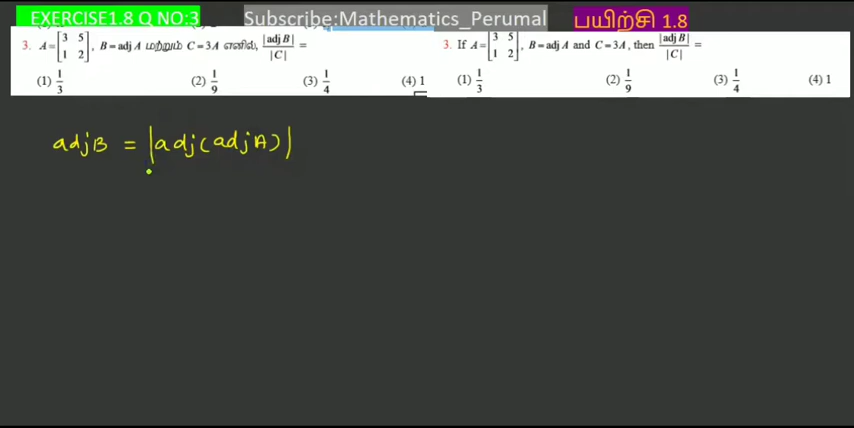 EXERCISE1.8 Q NO:3 Subscribe:Mathematics_Perumal பயிற்சி 1.8
3. A = [3 5; 1 2], B = adj A மற்றும் C = 3A எனில், |adj B| / |C| =
(1) 1/3 (2) 1/9 (3) 1/4 (4) 1
3. If A = [3 5; 1 2], B = adj A and C = 3A, then |adj B| / |C| =
(1) 1/3 (2) 1/9 (3) 1/4 (4) 1
adjB = |adj(adjA)|